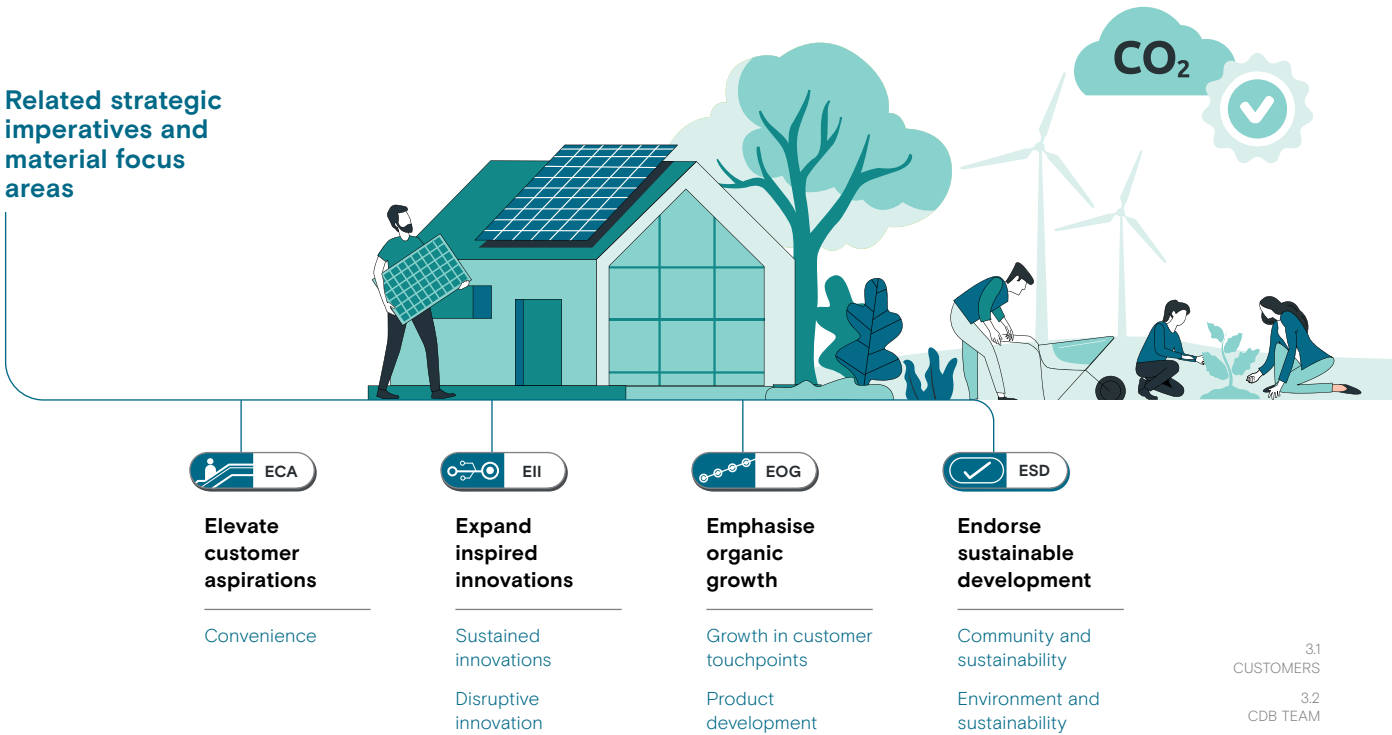 CO₂
Related strategic
imperatives and
material focus
areas
ECA
Elevate
customer
aspirations
Convenience
EII
Expand
inspired
innovations
Sustained
innovations
Disruptive
innovation
EOG
Emphasise
organic
growth
Growth in customer
touchpoints
Product
development
ESD
Endorse
sustainable
development
Community and
sustainability
Environment and
sustainability
3.1
CUSTOMERS
3.2
CDB TEAM